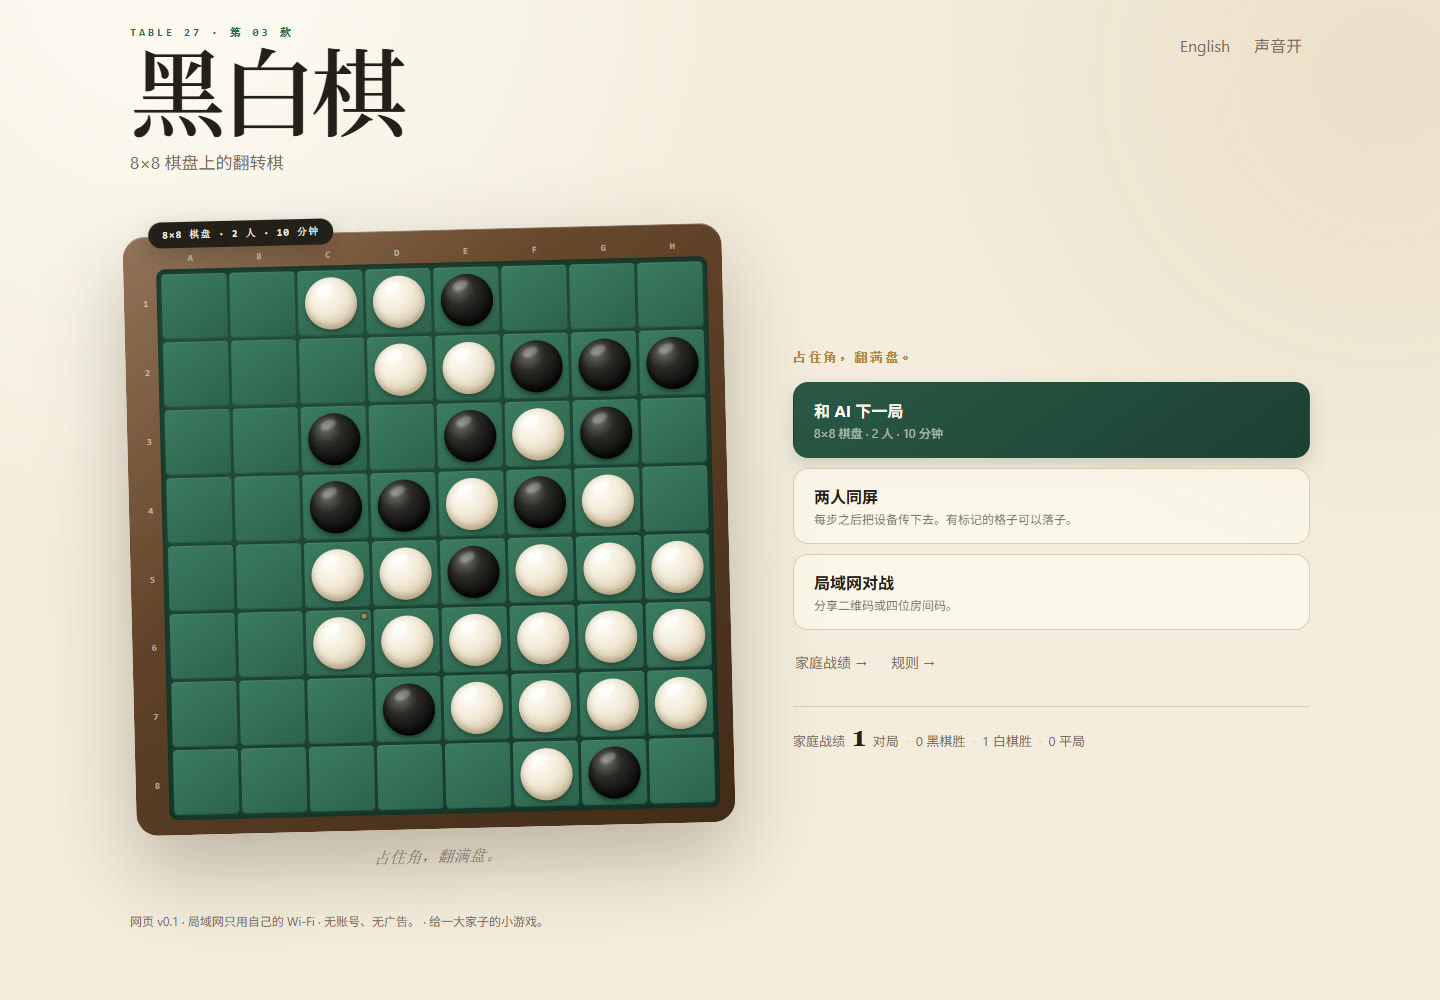 TABLE 27 · 第 03 款
English 声音开
黑白棋
8×8 棋盘上的翻转棋
8×8 棋盘 · 2 人 · 10 分钟
A B C D E F G H
1
2
3
4
5
6
7
8
占住角，翻满盘。
占住角，翻满盘。
和 AI 下一局
8×8 棋盘 · 2 人 · 10 分钟
两人同屏
每步之后把设备传下去。有标记的格子可以落子。
局域网对战
分享二维码或四位房间码。
家庭战绩 → 规则 →
家庭战绩 1 对局 · 0 黑棋胜 · 1 白棋胜 · 0 平局
网页 v0.1 · 局域网只用自己的 Wi-Fi · 无账号、无广告。 · 给一大家子的小游戏。